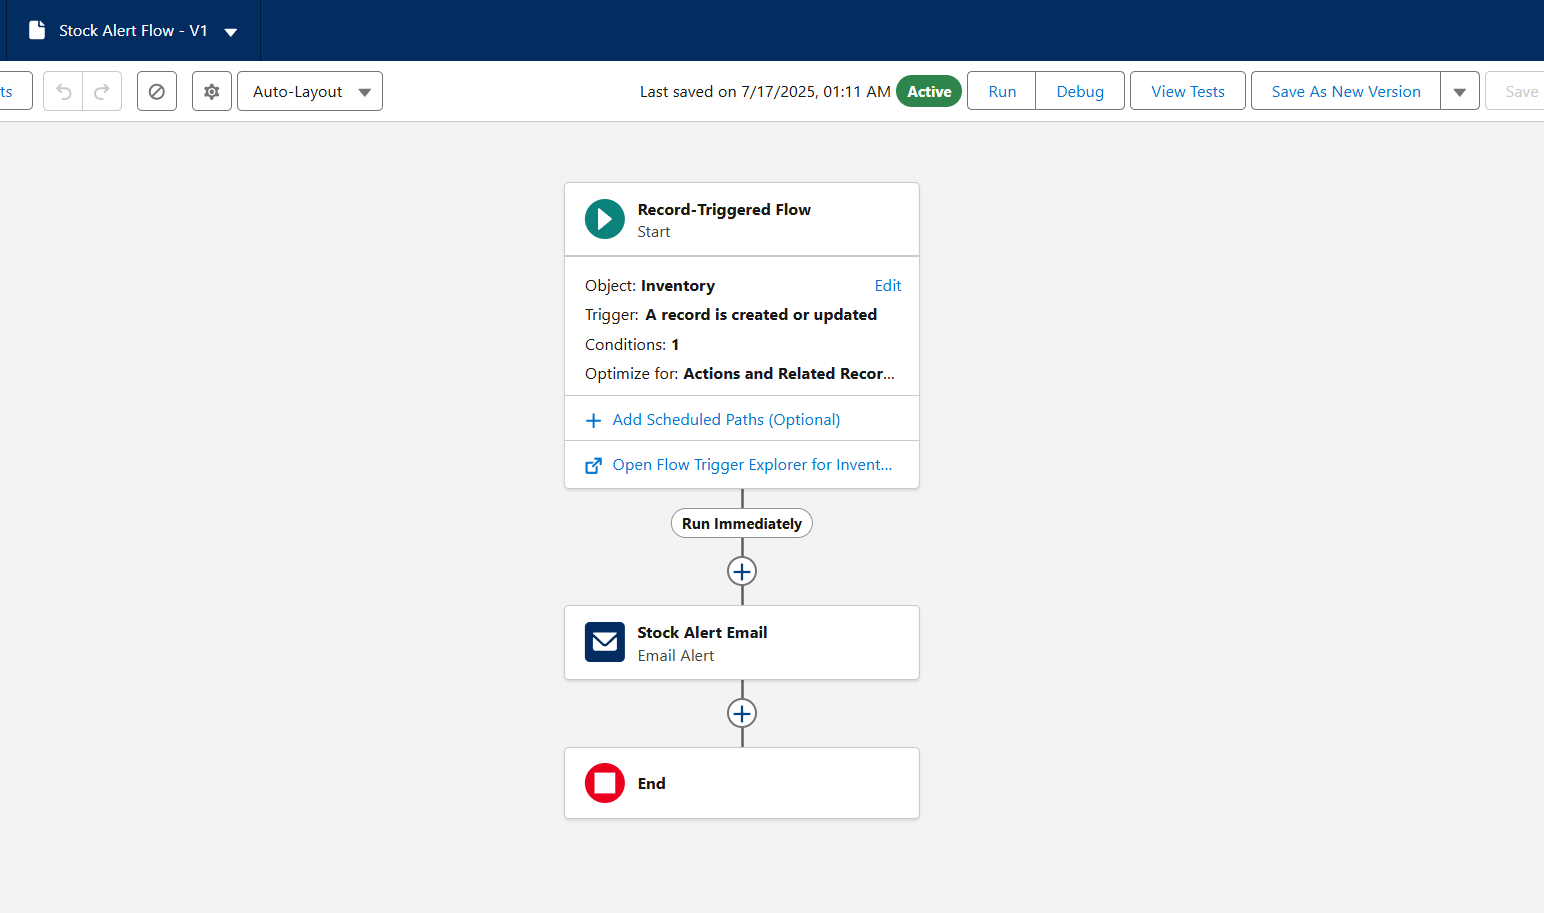 Stock Alert Flow - V1
ts
Auto-Layout
Last saved on 7/17/2025, 01:11 AM
Active
Run
Debug
View Tests
Save As New Version
Save
Record-Triggered Flow
Start
Object: Inventory
Edit
Trigger: A record is created or updated
Conditions: 1
Optimize for: Actions and Related Recor...
Add Scheduled Paths (Optional)
Open Flow Trigger Explorer for Invent...
Run Immediately
Stock Alert Email
Email Alert
End